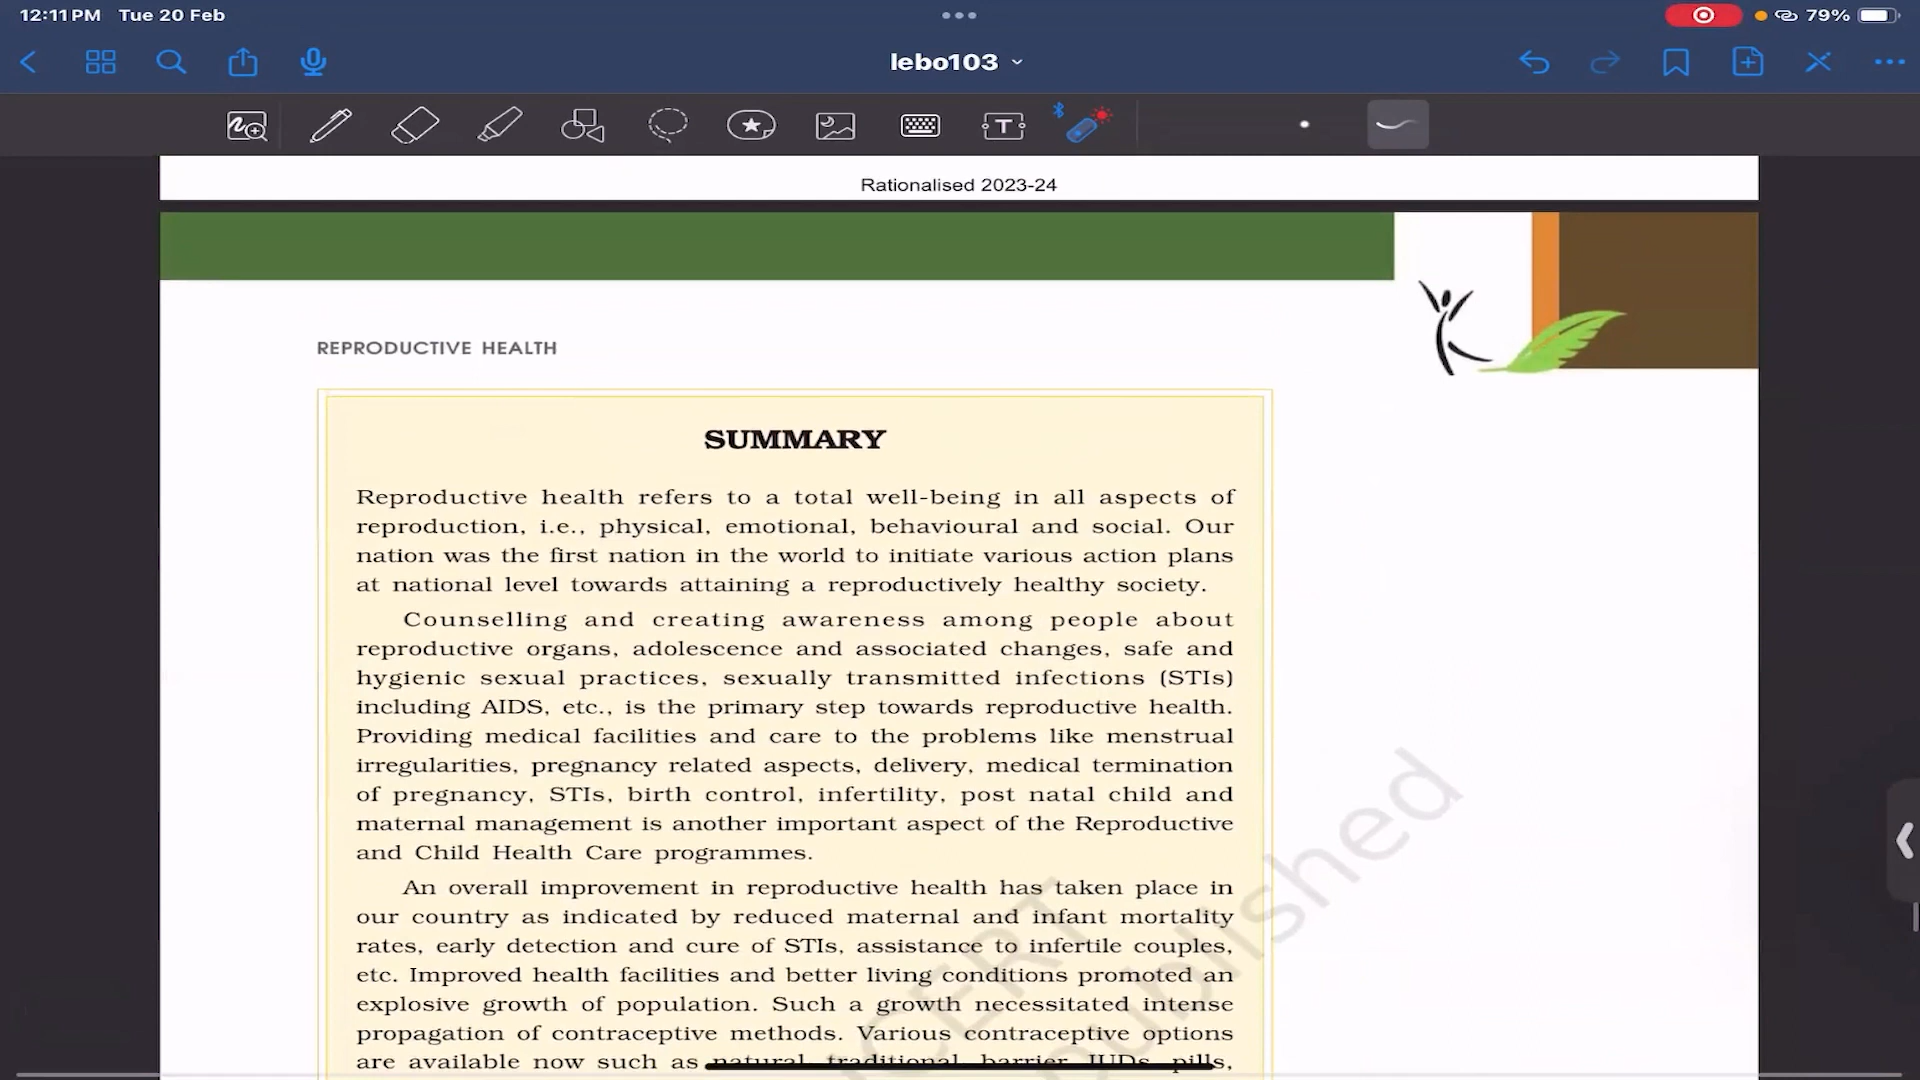 12:11 PM Tue 20 Feb
79%
lebo103
T
Rationalised 2023-24
REPRODUCTIVE HEALTH
SUMMARY
Reproductive health refers to a total well-being in all aspects of
reproduction, i.e., physical, emotional, behavioural and social. Our
nation was the first nation in the world to initiate various action plans
at national level towards attaining a reproductively healthy society.
Counselling and creating awareness among people about
reproductive organs, adolescence and associated changes, safe and
hygienic sexual practices, sexually transmitted infections (STIs)
including AIDS, etc., is the primary step towards reproductive health.
Providing medical facilities and care to the problems like menstrual
irregularities, pregnancy related aspects, delivery, medical termination
of pregnancy, STIs, birth control, infertility, post natal child and
maternal management is another important aspect of the Reproductive
and Child Health Care programmes.
An overall improvement in reproductive health has taken place in
our country as indicated by reduced maternal and infant mortality
rates, early detection and cure of STIs, assistance to infertile couples,
etc. Improved health facilities and better living conditions promoted an
explosive growth of population. Such a growth necessitated intense
propagation of contraceptive methods. Various contraceptive options
are available now such as natural, traditional, barrier, IUDs, pills,